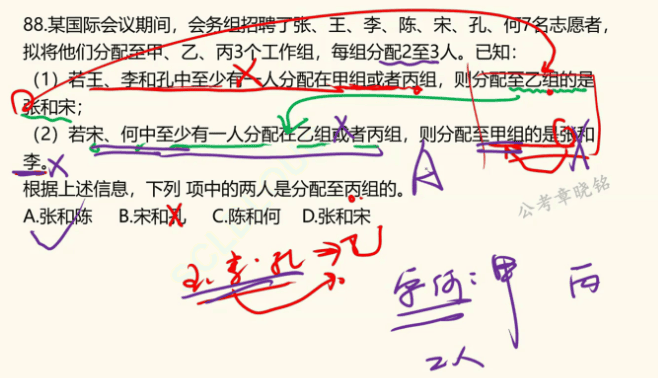 88.某国际会议期间，会务组招聘了张、王、李、陈、宋、孔、何7名志愿者，
拟将他们分配至甲、乙、丙3个工作组，每组分配2至3人。已知：
（1）若王、李和孔中至少有一人分配在甲组或者丙组，则分配至乙组的是
张和宋；
（2）若宋、何中至少有一人分配在乙组或者丙组，则分配至甲组的是张和
李。
A
根据上述信息，下列 项中的两人是分配至丙组的。
公考章晓铭
A.张和陈 B.宋和孔 C.陈和何 D.张和宋
王·李·孔→乙
宋何：甲 丙
2人